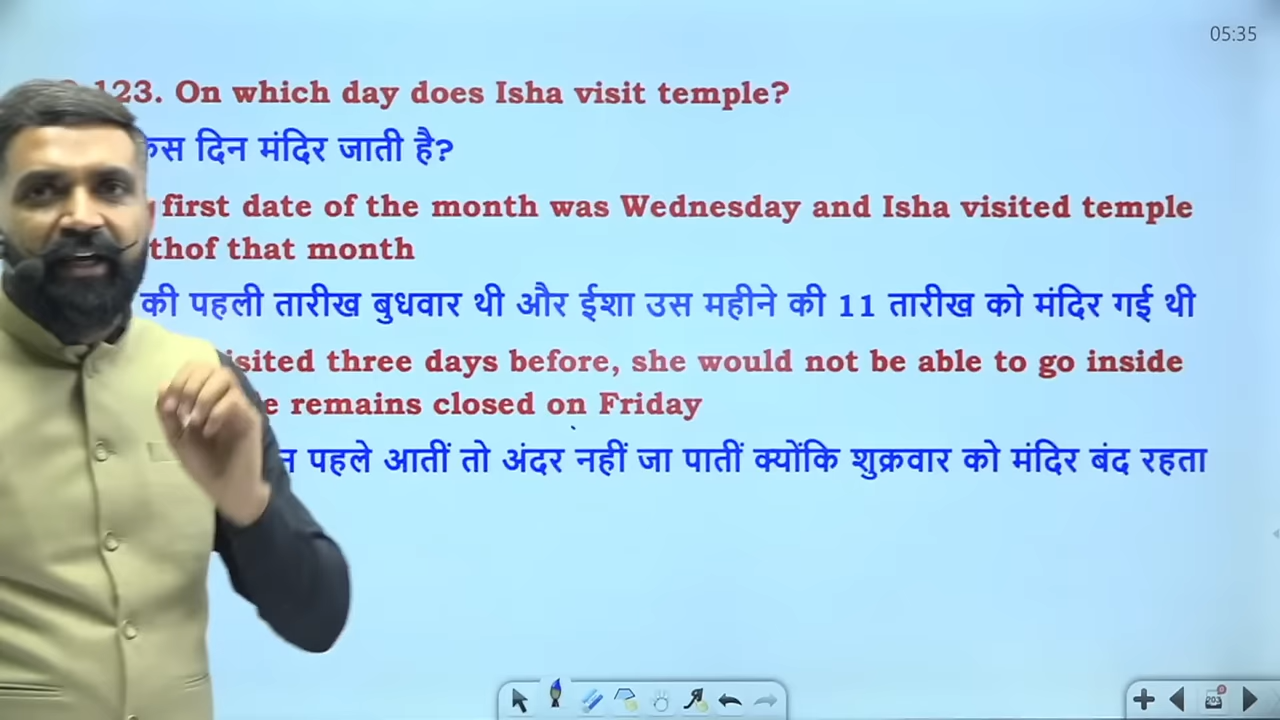 05:35
123. On which day does Isha visit temple?
दिन मंदिर जाती है?
first date of the month was Wednesday and Isha visited temple
thof that month
की पहली तारीख बुधवार थी और ईशा उस महीने की 11 तारीख को मंदिर गई थी
three days before, she would not be able to go inside
remains closed on Friday
पहले आतीं तो अंदर नहीं जा पातीं क्योंकि शुक्रवार को मंदिर बंद रहता